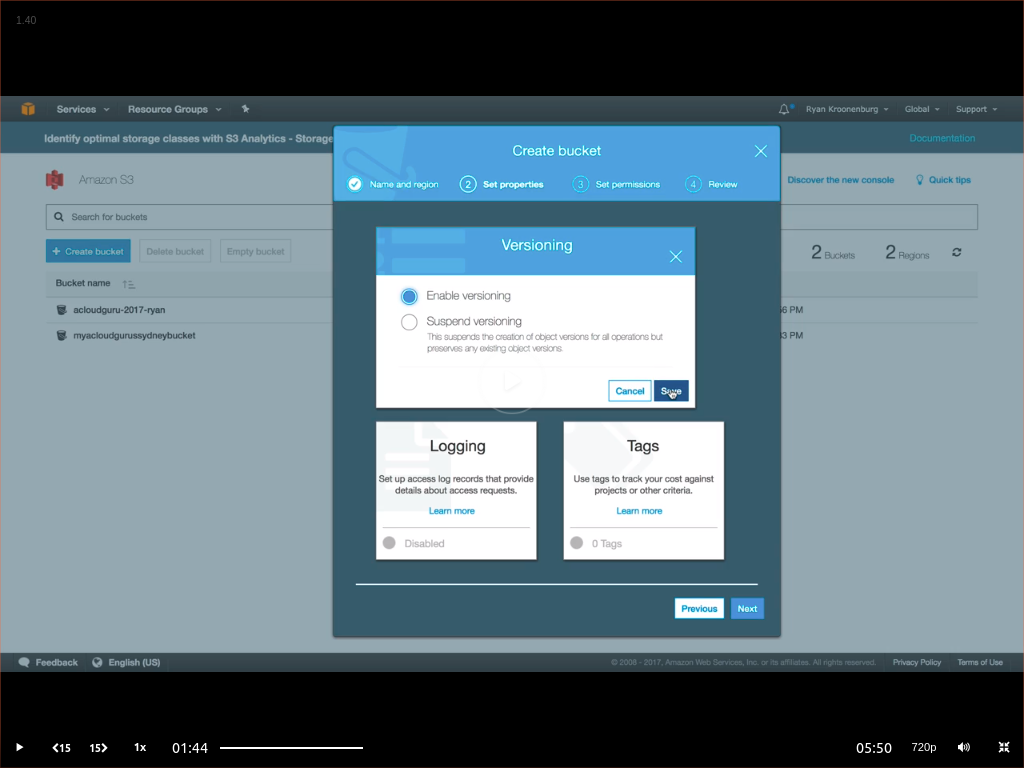 1.40
Services Resource Groups Ryan Kroonenburg Global Support
Identify optimal storage classes with S3 Analytics - Storage Documentation
Create bucket
Amazon S3 Discover the new console Quick tips
Name and region 2 Set properties 3 Set permissions 4 Review
Search for buckets
Create bucket Delete bucket Empty bucket 2 Buckets 2 Regions
Versioning
Bucket name
Enable versioning
acloudguru-2017-ryan PM
Suspend versioning
myacloudgurussydneybucket PM
This suspends the creation of object versions for all operations but
preserves any existing object versions.
Cancel Save
Logging Tags
Set up access log records that provide
details about access requests.
Use tags to track your cost against
projects or other criteria.
Learn more Learn more
Disabled 0 Tags
Previous Next
Feedback English (US) © 2008 - 2017, Amazon Web Services, Inc. or its affiliates. All rights reserved. Privacy Policy Terms of Use
15 15 1x 01:44 05:50 720p